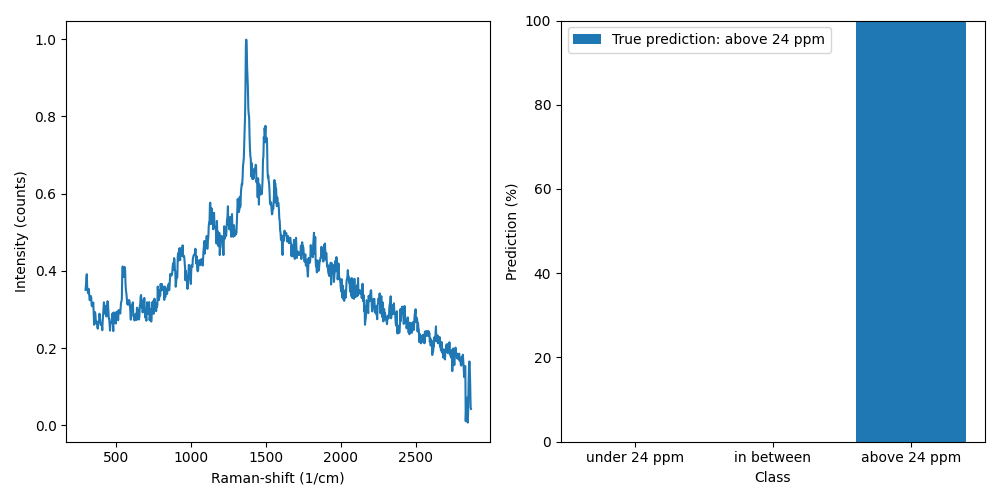 1.0
0.8
0.6
0.4
0.2
0.0
Intensity (counts)
500 1000 1500 2000 2500
Raman-shift (1/cm)
True prediction: above 24 ppm
100
80
60
40
20
0
Prediction (%)
under 24 ppm in between above 24 ppm
Class